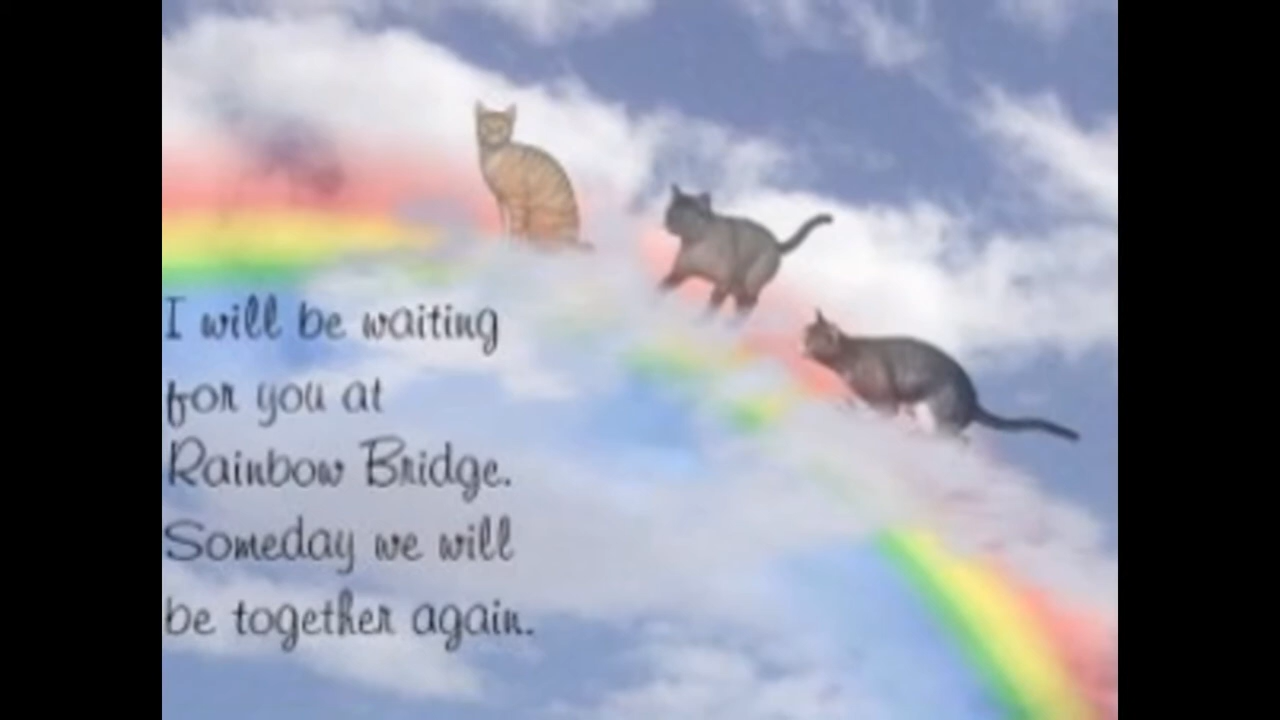 I will be waiting
for you at
Rainbow Bridge.
Someday we will
be together again.